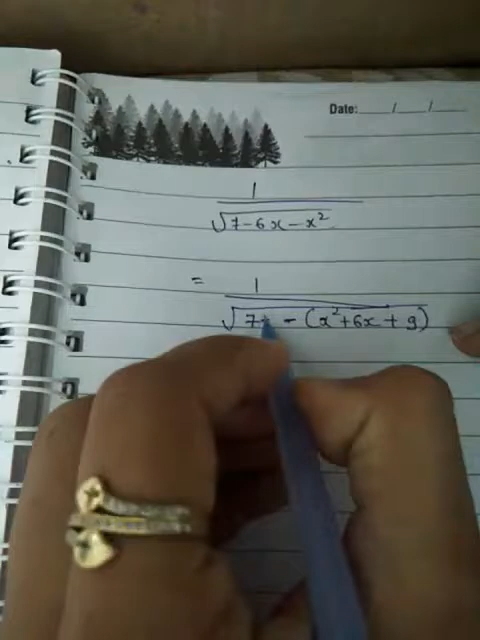 Date: / /
1
√7-6x-x²
= 1
√7+ - (x²+6x+9)